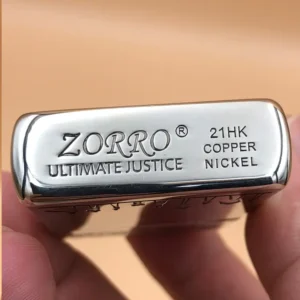 ZORRO®
ULTIMATE JUSTICE
21HK
COPPER
NICKEL